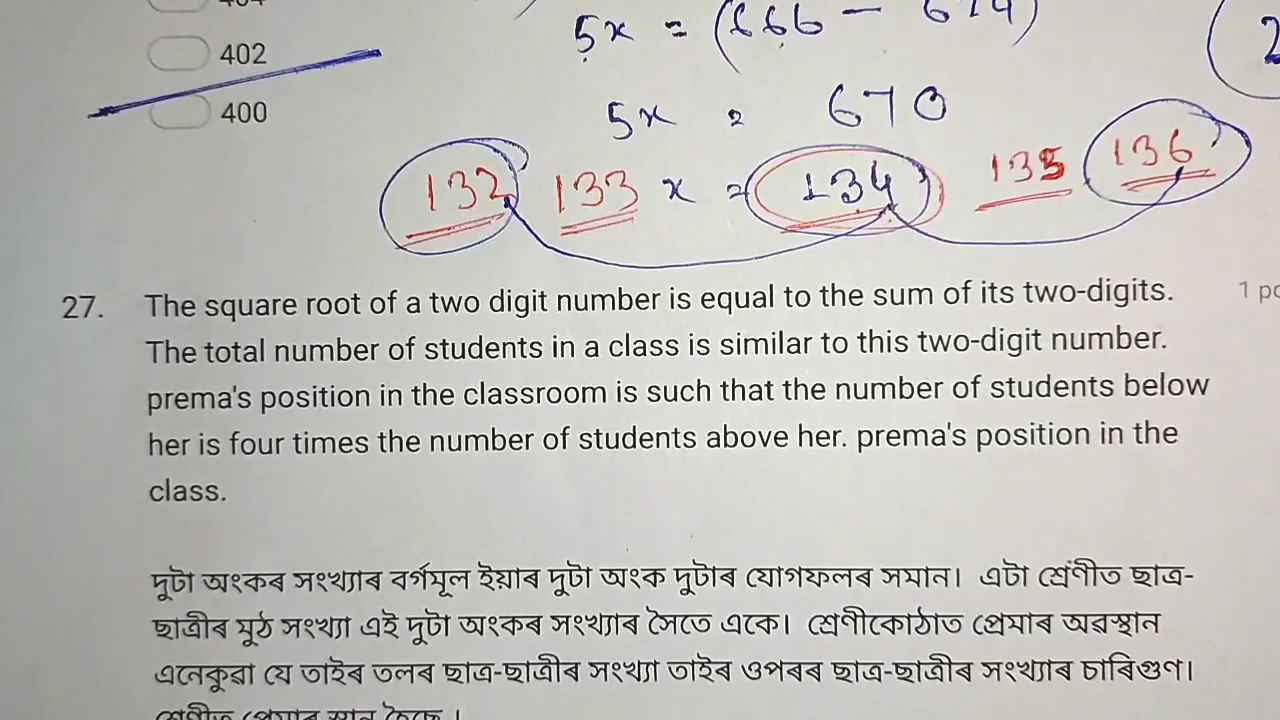 402
5x = (666 - 674)
400
5x = 670
132 133 x = 134 135 136
27. The square root of a two digit number is equal to the sum of its two-digits.
The total number of students in a class is similar to this two-digit number.
prema's position in the classroom is such that the number of students below
her is four times the number of students above her. prema's position in the
class.
দুটা অংকৰ সংখ্যাৰ বৰ্গমূল ইয়াৰ দুটা অংক দুটাৰ যোগফলৰ সমান। এটা শ্ৰেণীত ছাত্ৰ-
ছাত্ৰীৰ মুঠ সংখ্যা এই দুটা অংকৰ সংখ্যাৰ সৈতে একে। শ্ৰেণীকোঠাত প্ৰেমাৰ অৱস্থান
এনেকুৱা যে তাইৰ তলৰ ছাত্ৰ-ছাত্ৰীৰ সংখ্যা তাইৰ ওপৰৰ ছাত্ৰ-ছাত্ৰীৰ সংখ্যাৰ চাৰিগুণ।